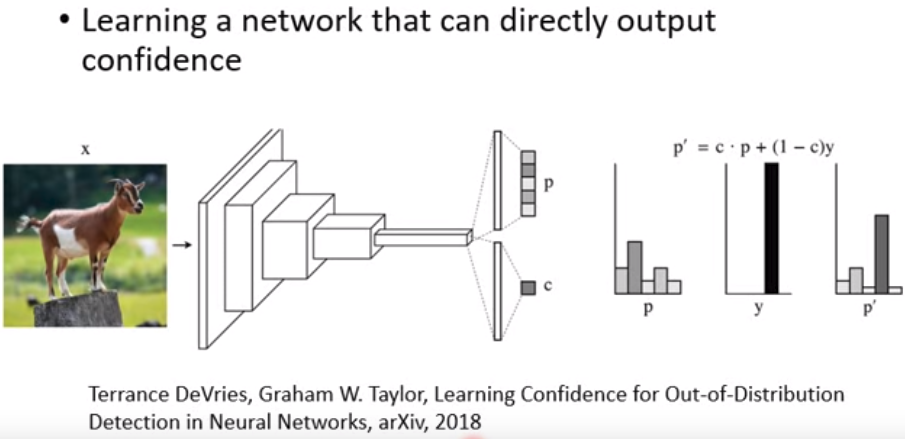 • Learning a network that can directly output
confidence
x
p' = c · p + (1 – c)y
p
c
p
y
p'
Terrance DeVries, Graham W. Taylor, Learning Confidence for Out-of-Distribution
Detection in Neural Networks, arXiv, 2018